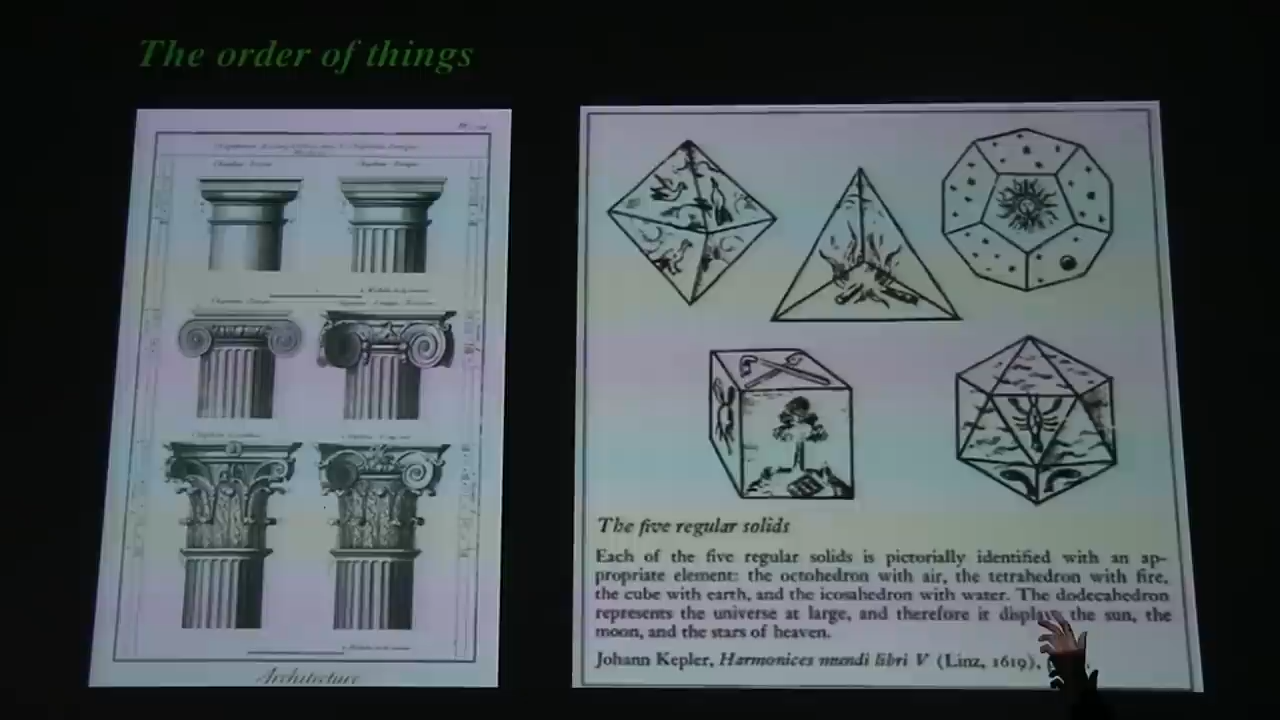 The order of things
Architecture
The five regular solids
Each of the five regular solids is pictorially identified with an ap-
propriate element: the octohedron with air, the tetrahedron with fire,
the cube with earth, and the icosahedron with water. The dodecahedron
represents the universe at large, and therefore it displays the sun, the
moon, and the stars of heaven.
Johann Kepler, Harmonices mundi libri V (Linz, 1619),